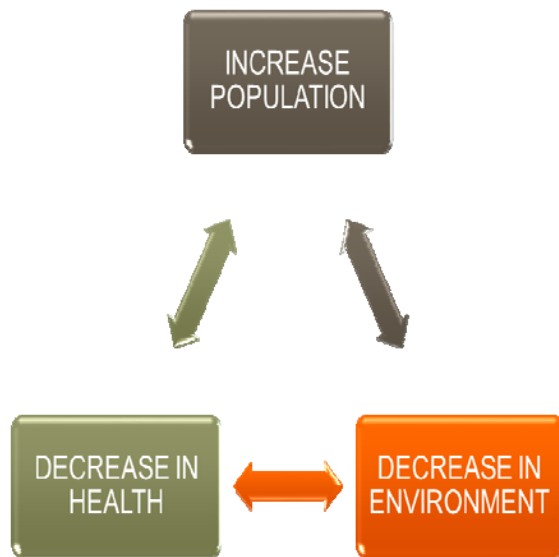 INCREASE
POPULATION
DECREASE IN
HEALTH
DECREASE IN
ENVIRONMENT